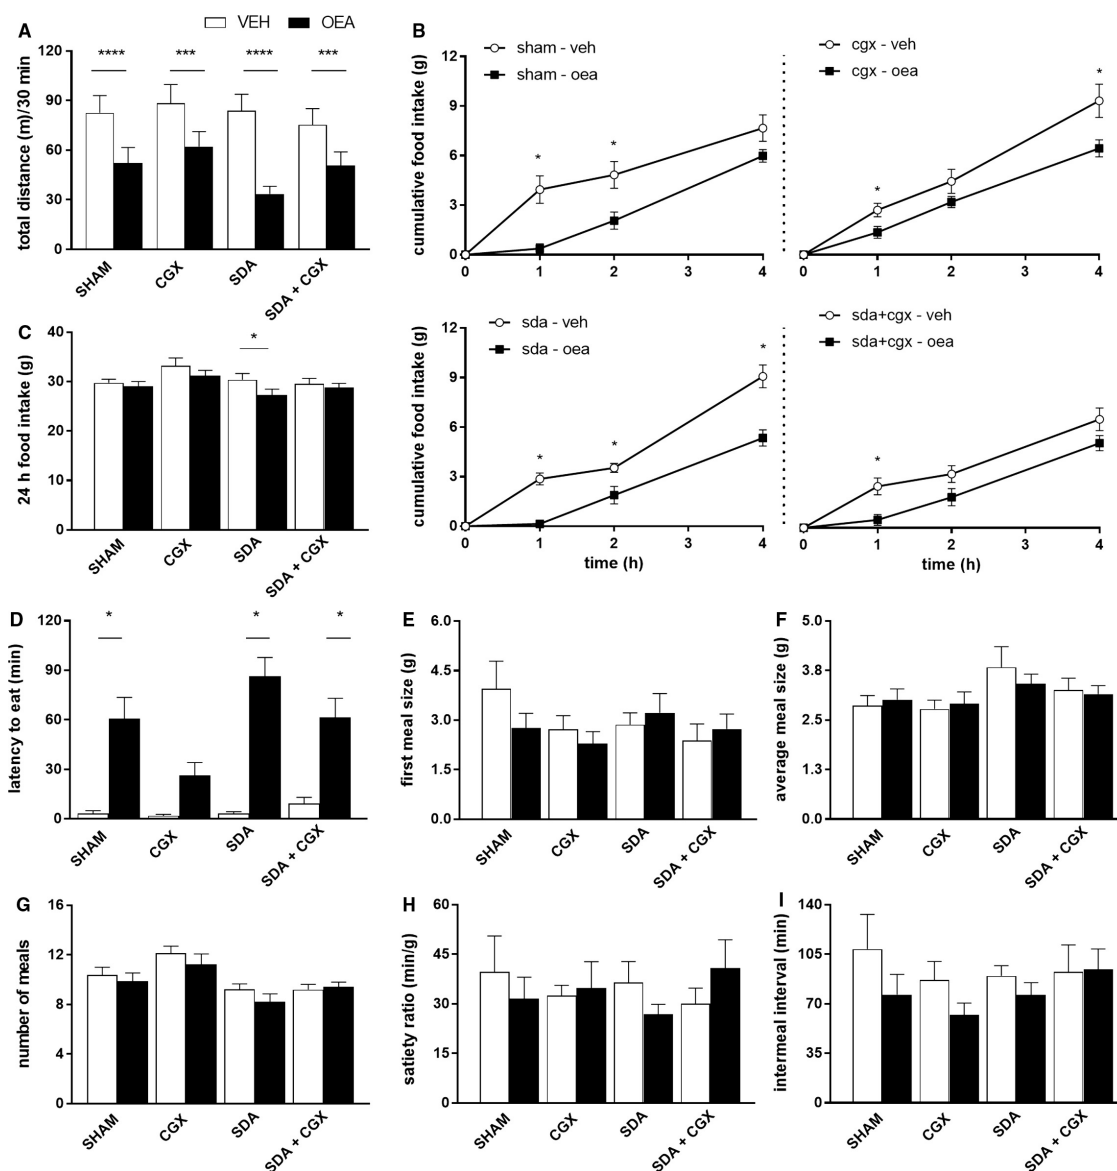 VEH OEA
A
total distance (m)/30 min
120
90
60
30
0
**** *** **** ***
SHAM CGX SDA SDA + CGX
B
cumulative food intake (g)
12
9
6
3
0
sham - veh
sham - oea
* *
0 1 2 3 4
cgx - veh
cgx - oea
* *
0 1 2 3 4
C
24 h food intake (g)
40
30
20
10
0
*
SHAM CGX SDA SDA + CGX
cumulative food intake (g)
12
9
6
3
0
sda - veh
sda - oea
* * *
0 1 2 3 4
time (h)
sda+cgx - veh
sda+cgx - oea
*
0 1 2 3 4
time (h)
D
latency to eat (min)
120
90
60
30
0
* * *
SHAM CGX SDA SDA + CGX
E
first meal size (g)
6.0
4.5
3.0
1.5
0.0
SHAM CGX SDA SDA + CGX
F
average meal size (g)
5.0
3.8
2.5
1.3
0.0
SHAM CGX SDA SDA + CGX
G
number of meals
16
12
8
4
0
SHAM CGX SDA SDA + CGX
H
satiety ratio (min/g)
60
45
30
15
0
SHAM CGX SDA SDA + CGX
I
intermeal interval (min)
140
105
70
35
0
SHAM CGX SDA SDA + CGX